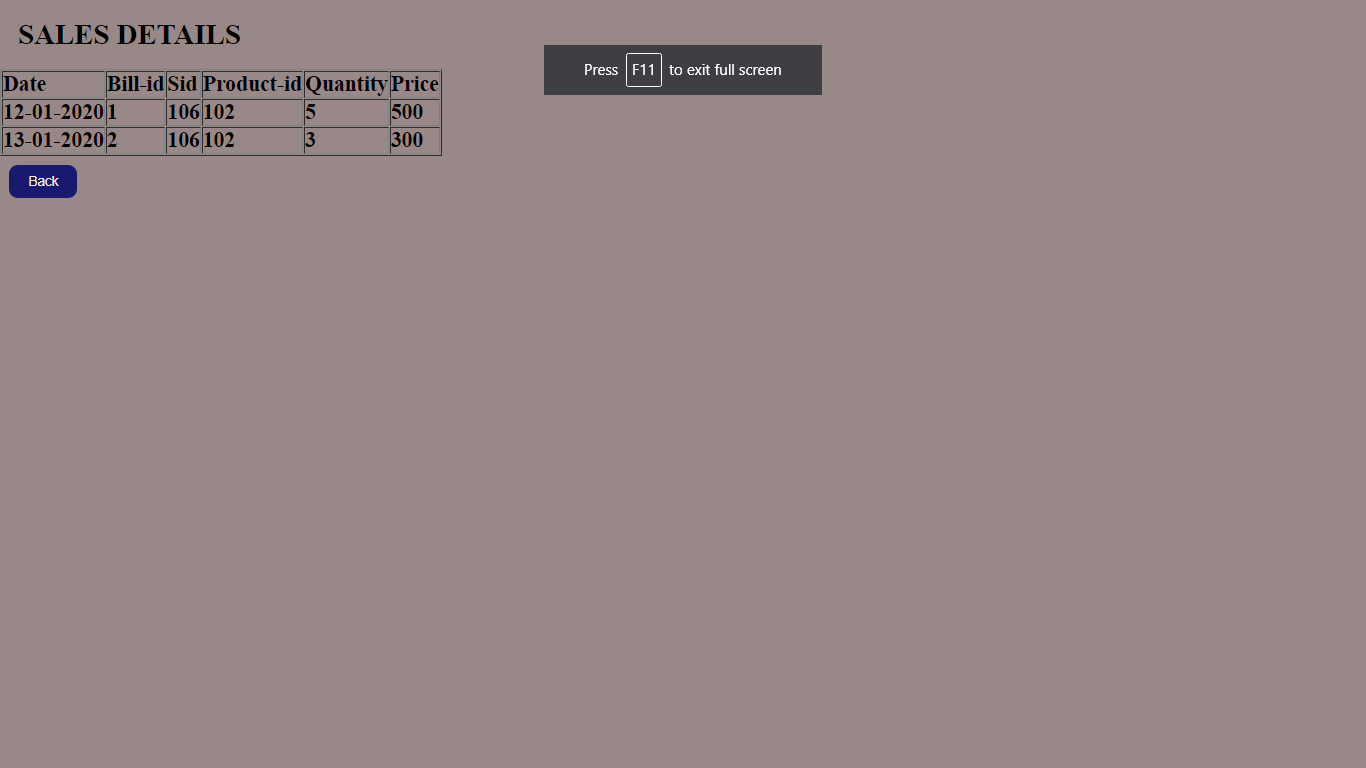 SALES DETAILS
Press F11 to exit full screen
Date Bill-id Sid Product-id Quantity Price
12-01-2020 1 106 102 5 500
13-01-2020 2 106 102 3 300
Back